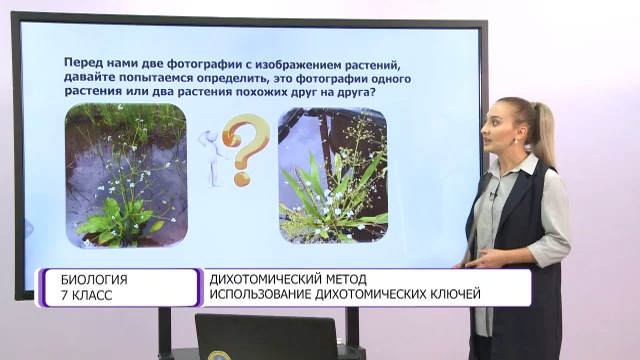 Перед нами две фотографии с изображением растений,
давайте попытаемся определить, это фотографии одного
растения или два растения похожих друг на друга?
БИОЛОГИЯ
7 КЛАСС
ДИХОТОМИЧЕСКИЙ МЕТОД
ИСПОЛЬЗОВАНИЕ ДИХОТОМИЧЕСКИХ КЛЮЧЕЙ